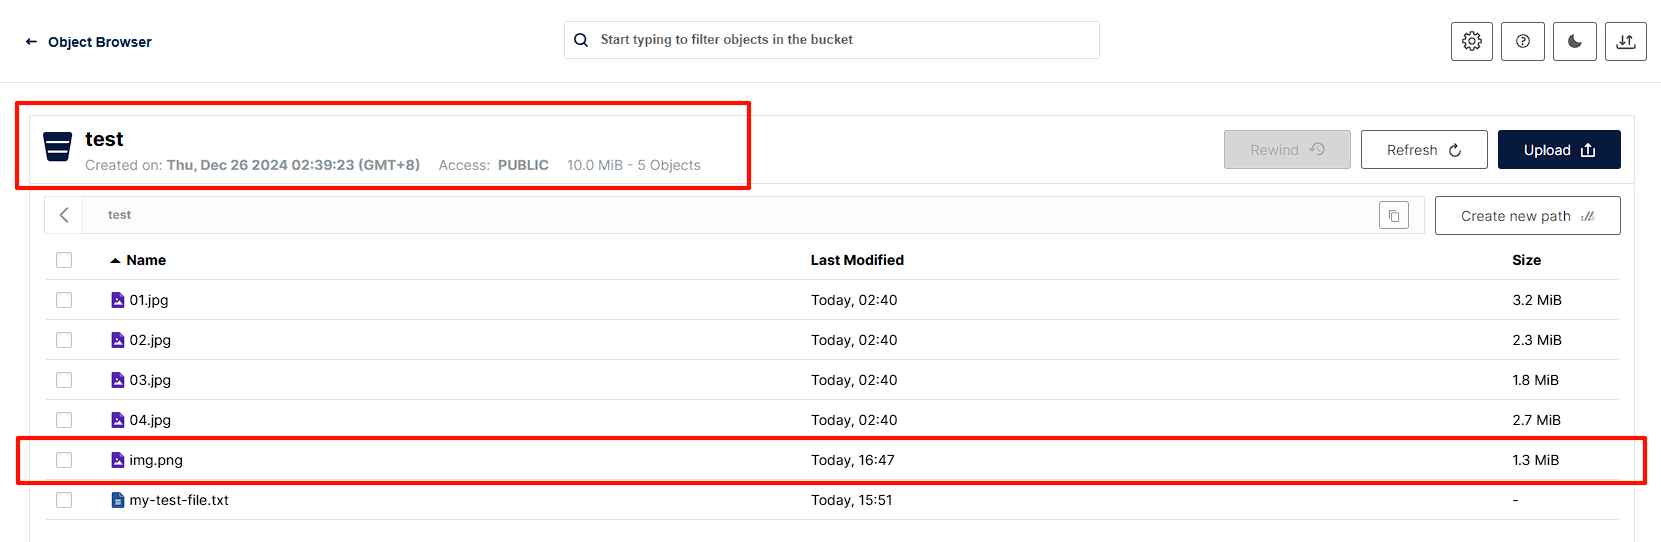 Object Browser
Start typing to filter objects in the bucket
test
Created on: Thu, Dec 26 2024 02:39:23 (GMT+8) Access: PUBLIC 10.0 MiB - 5 Objects
Rewind
Refresh
Upload
test
Create new path
Name Last Modified Size
01.jpg Today, 02:40 3.2 MiB
02.jpg Today, 02:40 2.3 MiB
03.jpg Today, 02:40 1.8 MiB
04.jpg Today, 02:40 2.7 MiB
img.png Today, 16:47 1.3 MiB
my-test-file.txt Today, 15:51 -